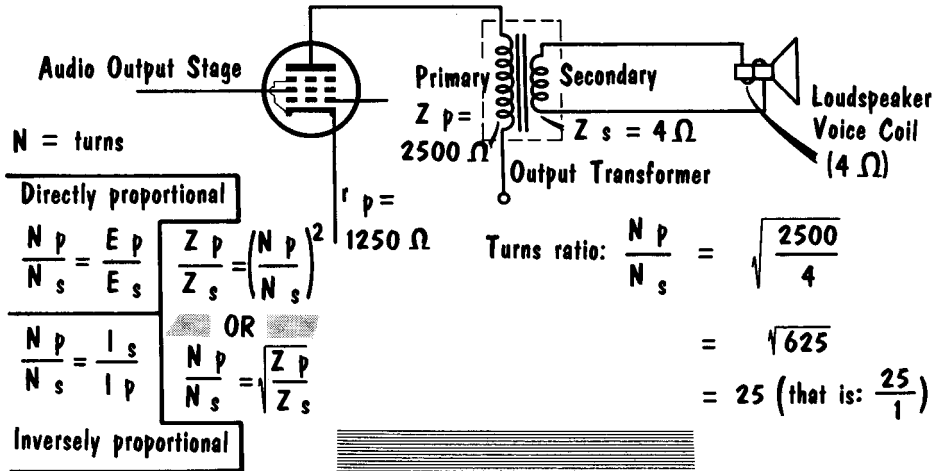 Audio Output Stage
Primary
Z p =
2500 Ω
Secondary
Z s = 4 Ω
Loudspeaker
Voice Coil
(4 Ω)
Output Transformer
N = turns
r p =
1250 Ω
Directly proportional
N p / N s = E p / E s
Z p / Z s = (N p / N s)²
OR
N p / N s = I s / I p
N p / N s = √(Z p / Z s)
Inversely proportional
Turns ratio: N p / N s = √(2500 / 4)
= √625
= 25 (that is: 25 / 1)